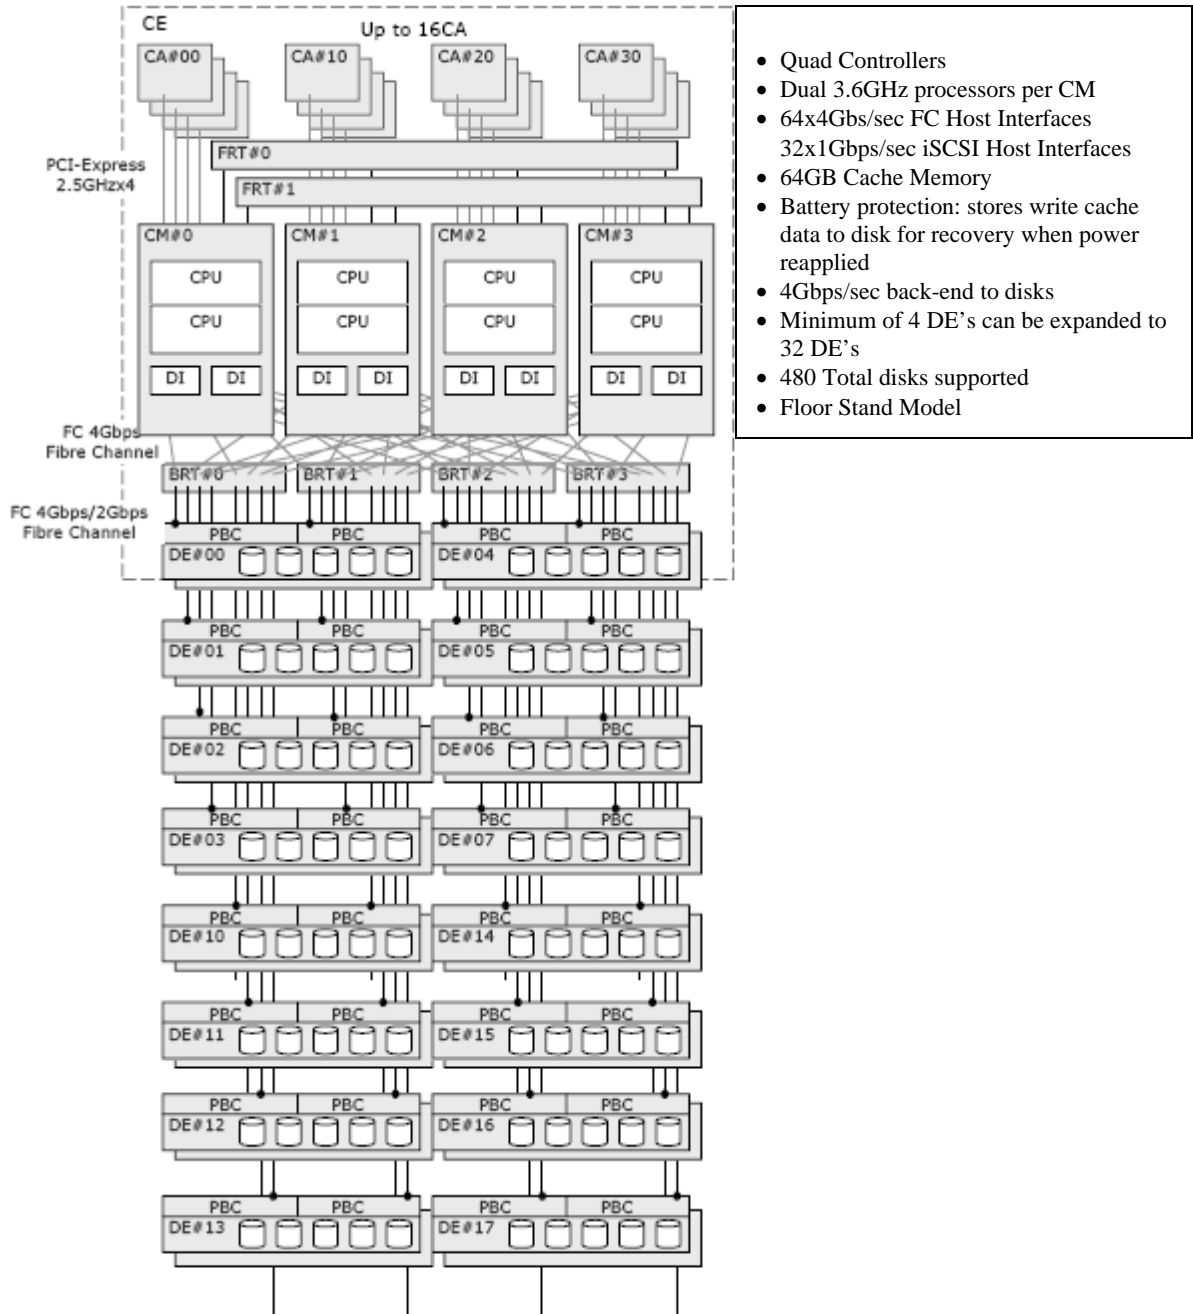 CE
Up to 16CA
CA#00
CA#10
CA#20
CA#30
FRT#0
PCI-Express
2.5GHzx4
FRT#1
CM#0
CM#1
CM#2
CM#3
CPU
CPU
CPU
CPU
CPU
CPU
CPU
CPU
DI
DI
DI
DI
DI
DI
DI
DI
FC 4Gbps
Fibre Channel
BRT#0
BRT#1
BRT#2
BRT#3
FC 4Gbps/2Gbps
Fibre Channel
PBC
PBC
PBC
PBC
DE#00
DE#04
PBC
PBC
PBC
PBC
DE#01
DE#05
PBC
PBC
PBC
PBC
DE#02
DE#06
PBC
PBC
PBC
PBC
DE#03
DE#07
PBC
PBC
PBC
PBC
DE#10
DE#14
PBC
PBC
PBC
PBC
DE#11
DE#15
PBC
PBC
PBC
PBC
DE#12
DE#16
PBC
PBC
PBC
PBC
DE#13
DE#17
• Quad Controllers
• Dual 3.6GHz processors per CM
• 64x4Gbs/sec FC Host Interfaces
32x1Gbps/sec iSCSI Host Interfaces
• 64GB Cache Memory
• Battery protection: stores write cache
data to disk for recovery when power
reapplied
• 4Gbps/sec back-end to disks
• Minimum of 4 DE's can be expanded to
32 DE's
• 480 Total disks supported
• Floor Stand Model